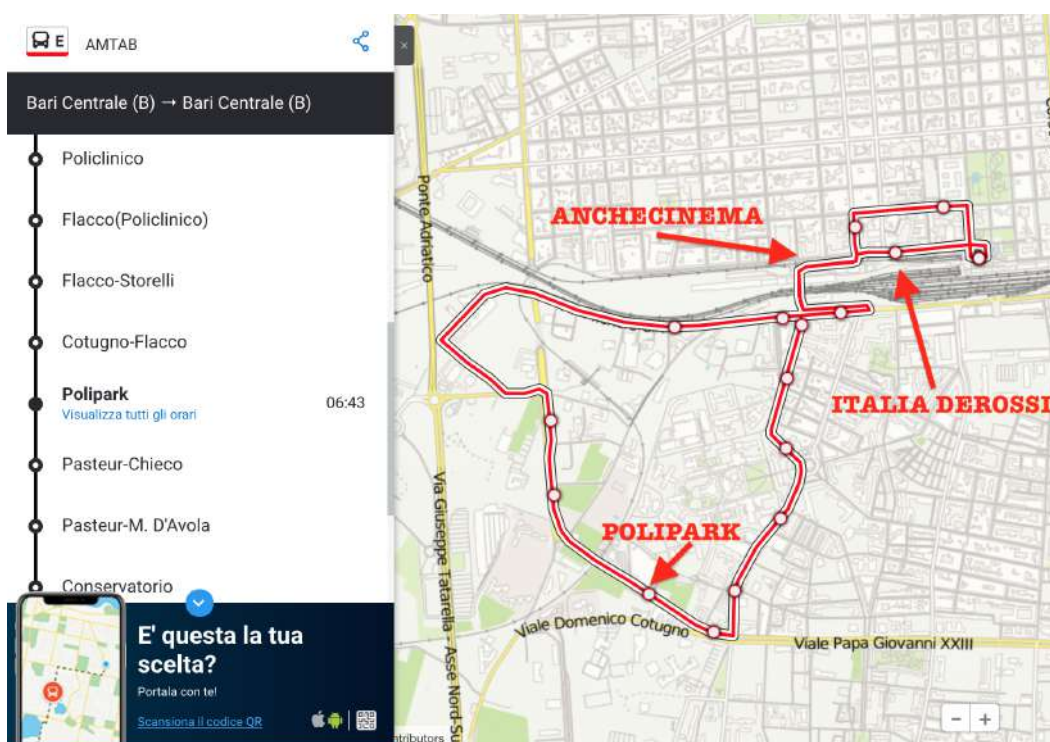 E AMTAB
Bari Centrale (B) → Bari Centrale (B)
Policlinico
Flacco(Policlinico)
Flacco-Storelli
Cotugno-Flacco
Polipark
Visualizza tutti gli orari
06:43
Pasteur-Chieco
Pasteur-M. D'Avola
Conservatorio
E' questa la tua
scelta?
Portala con te!
Scansiona il codice QR
×
Ponte Adriatico
ANCHECINEMA
ITALIA DEROSSI
POLIPARK
Via Giuseppe Tatarella - Asse Nord-Su
Viale Domenico Cotugno
Viale Papa Giovanni XXIII
- +
ntributors